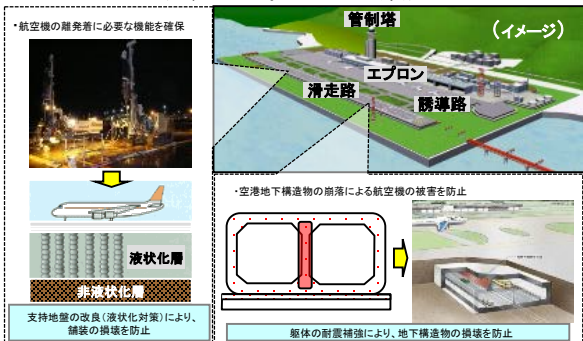 ・航空機の離発着に必要な機能を確保
(イメージ)
管制塔
エプロン
滑走路
誘導路
液状化層
非液状化層
支持地盤の改良(液状化対策)により、
舗装の損壊を防止
・空港地下構造物の崩落による航空機の被害を防止
躯体の耐震補強により、地下構造物の損壊を防止